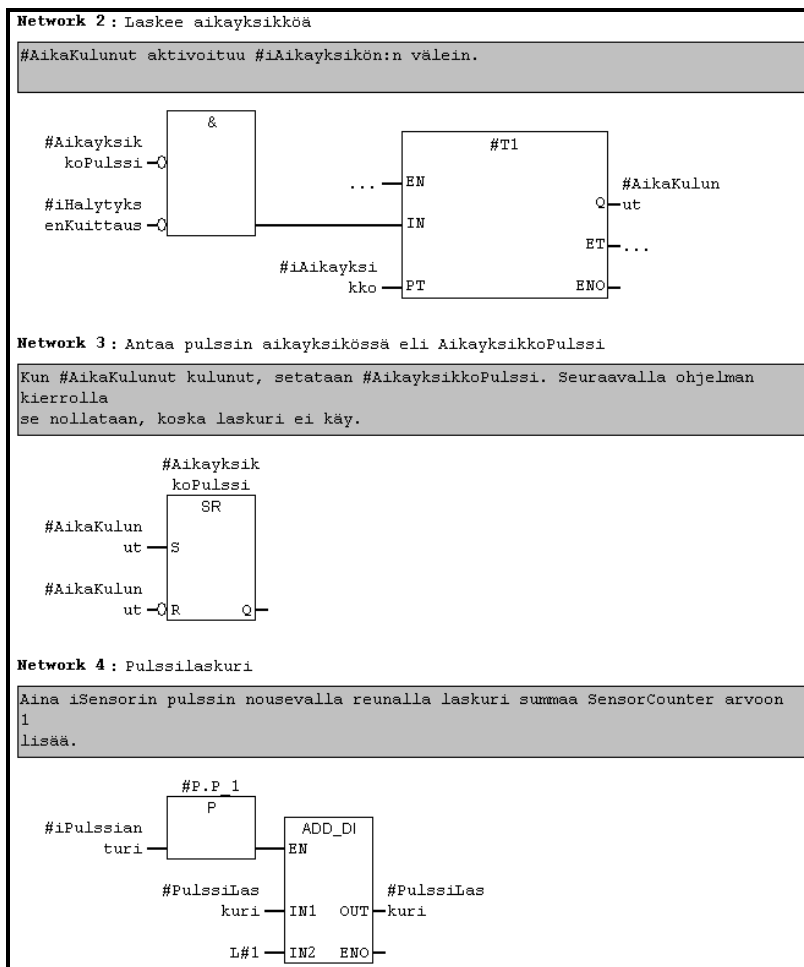 Network 2 : Laskee aikayksikköä
#AikaKulunut aktivoituu #iAikayksikön:n välein.
&
#Aikayksik
koPulssi
#iHalytyks
enKuittaus
#T1
... EN
IN
#iAikayksi
kko PT
Q #AikaKulun
ut
ET ...
ENO
Network 3 : Antaa pulssin aikayksikössä eli AikayksikkoPulssi
Kun #AikaKulunut kulunut, setataan #AikayksikkoPulssi. Seuraavalla ohjelman
kierrolla
se nollataan, koska laskuri ei käy.
#Aikayksik
koPulssi
SR
#AikaKulun
ut S
#AikaKulun
ut R Q
Network 4 : Pulssilaskuri
Aina iSensorin pulssin nousevalla reunalla laskuri summaa SensorCounter arvoon
1
lisää.
#P.P_1
P
#iPulssian
turi
ADD_DI
EN
#PulssiLas
kuri IN1
OUT #PulssiLas
kuri
L#1 IN2 ENO